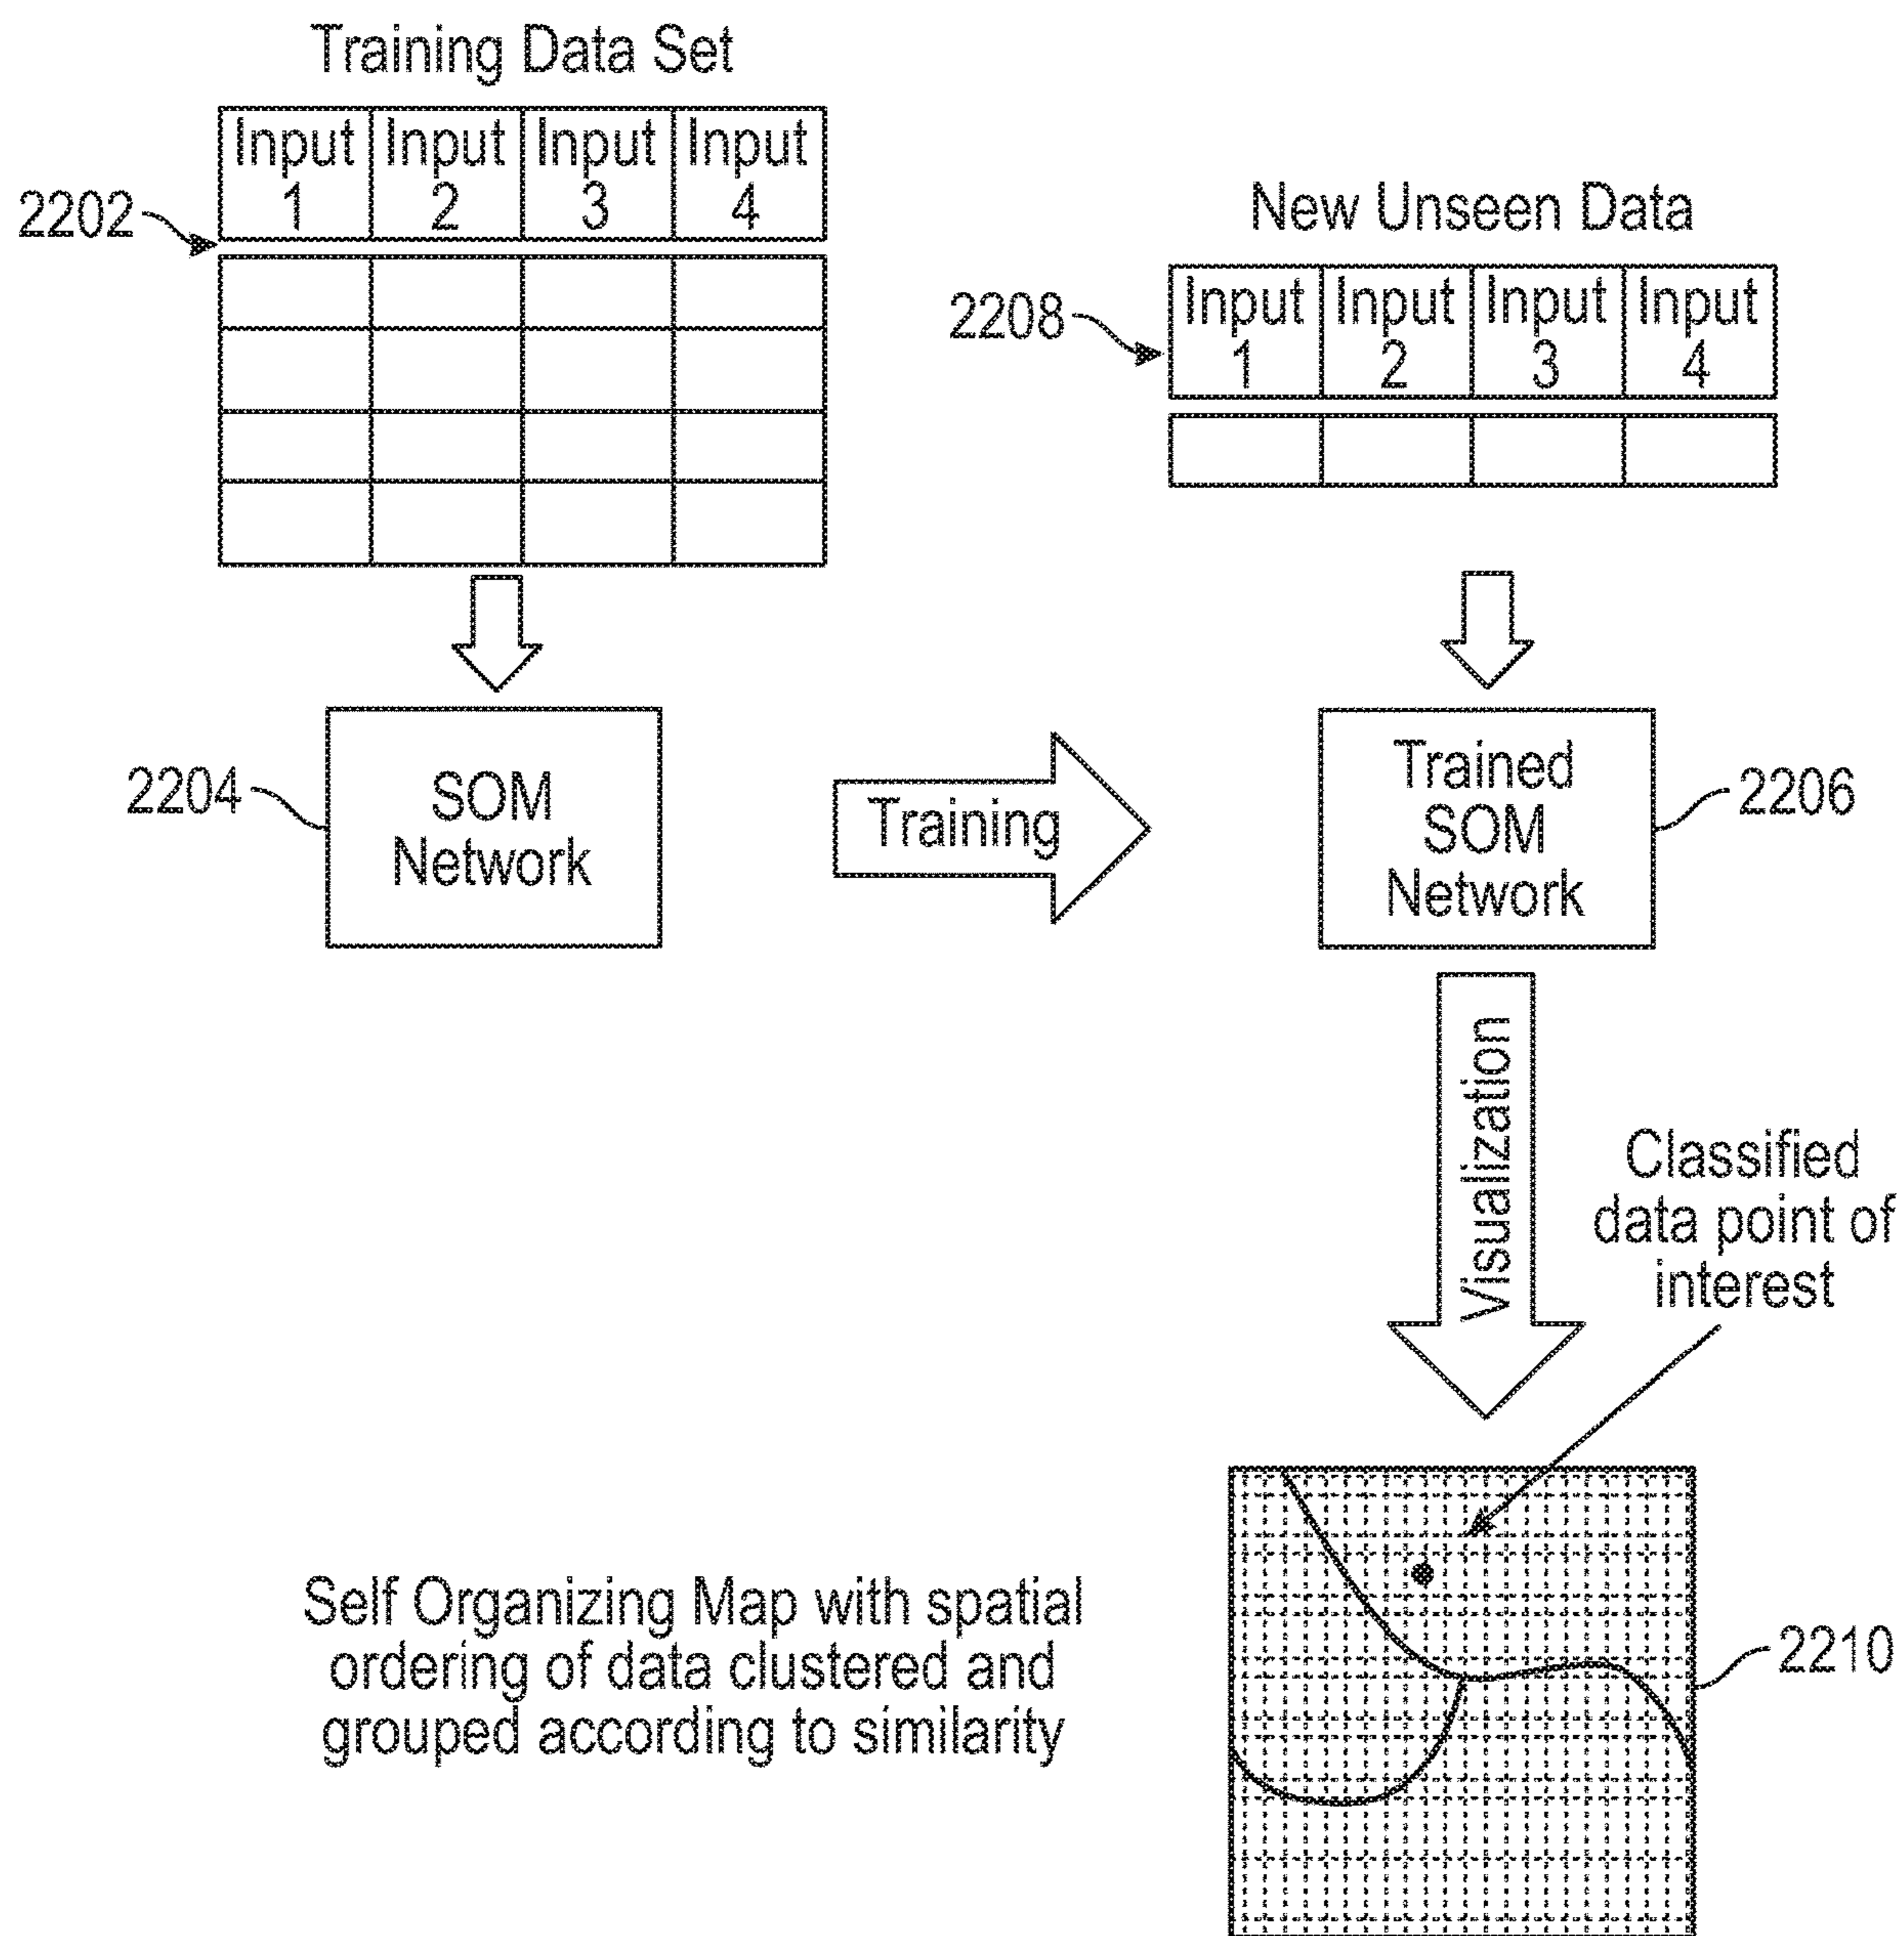 Training Data Set
Input Input Input Input
1 2 3 4
2202
New Unseen Data
Input Input Input Input
1 2 3 4
2208
SOM
Network
2204
Training
Trained
SOM
Network
2206
Visualization
Classified
data point of
interest
Self Organizing Map with spatial
ordering of data clustered and
grouped according to similarity
2210